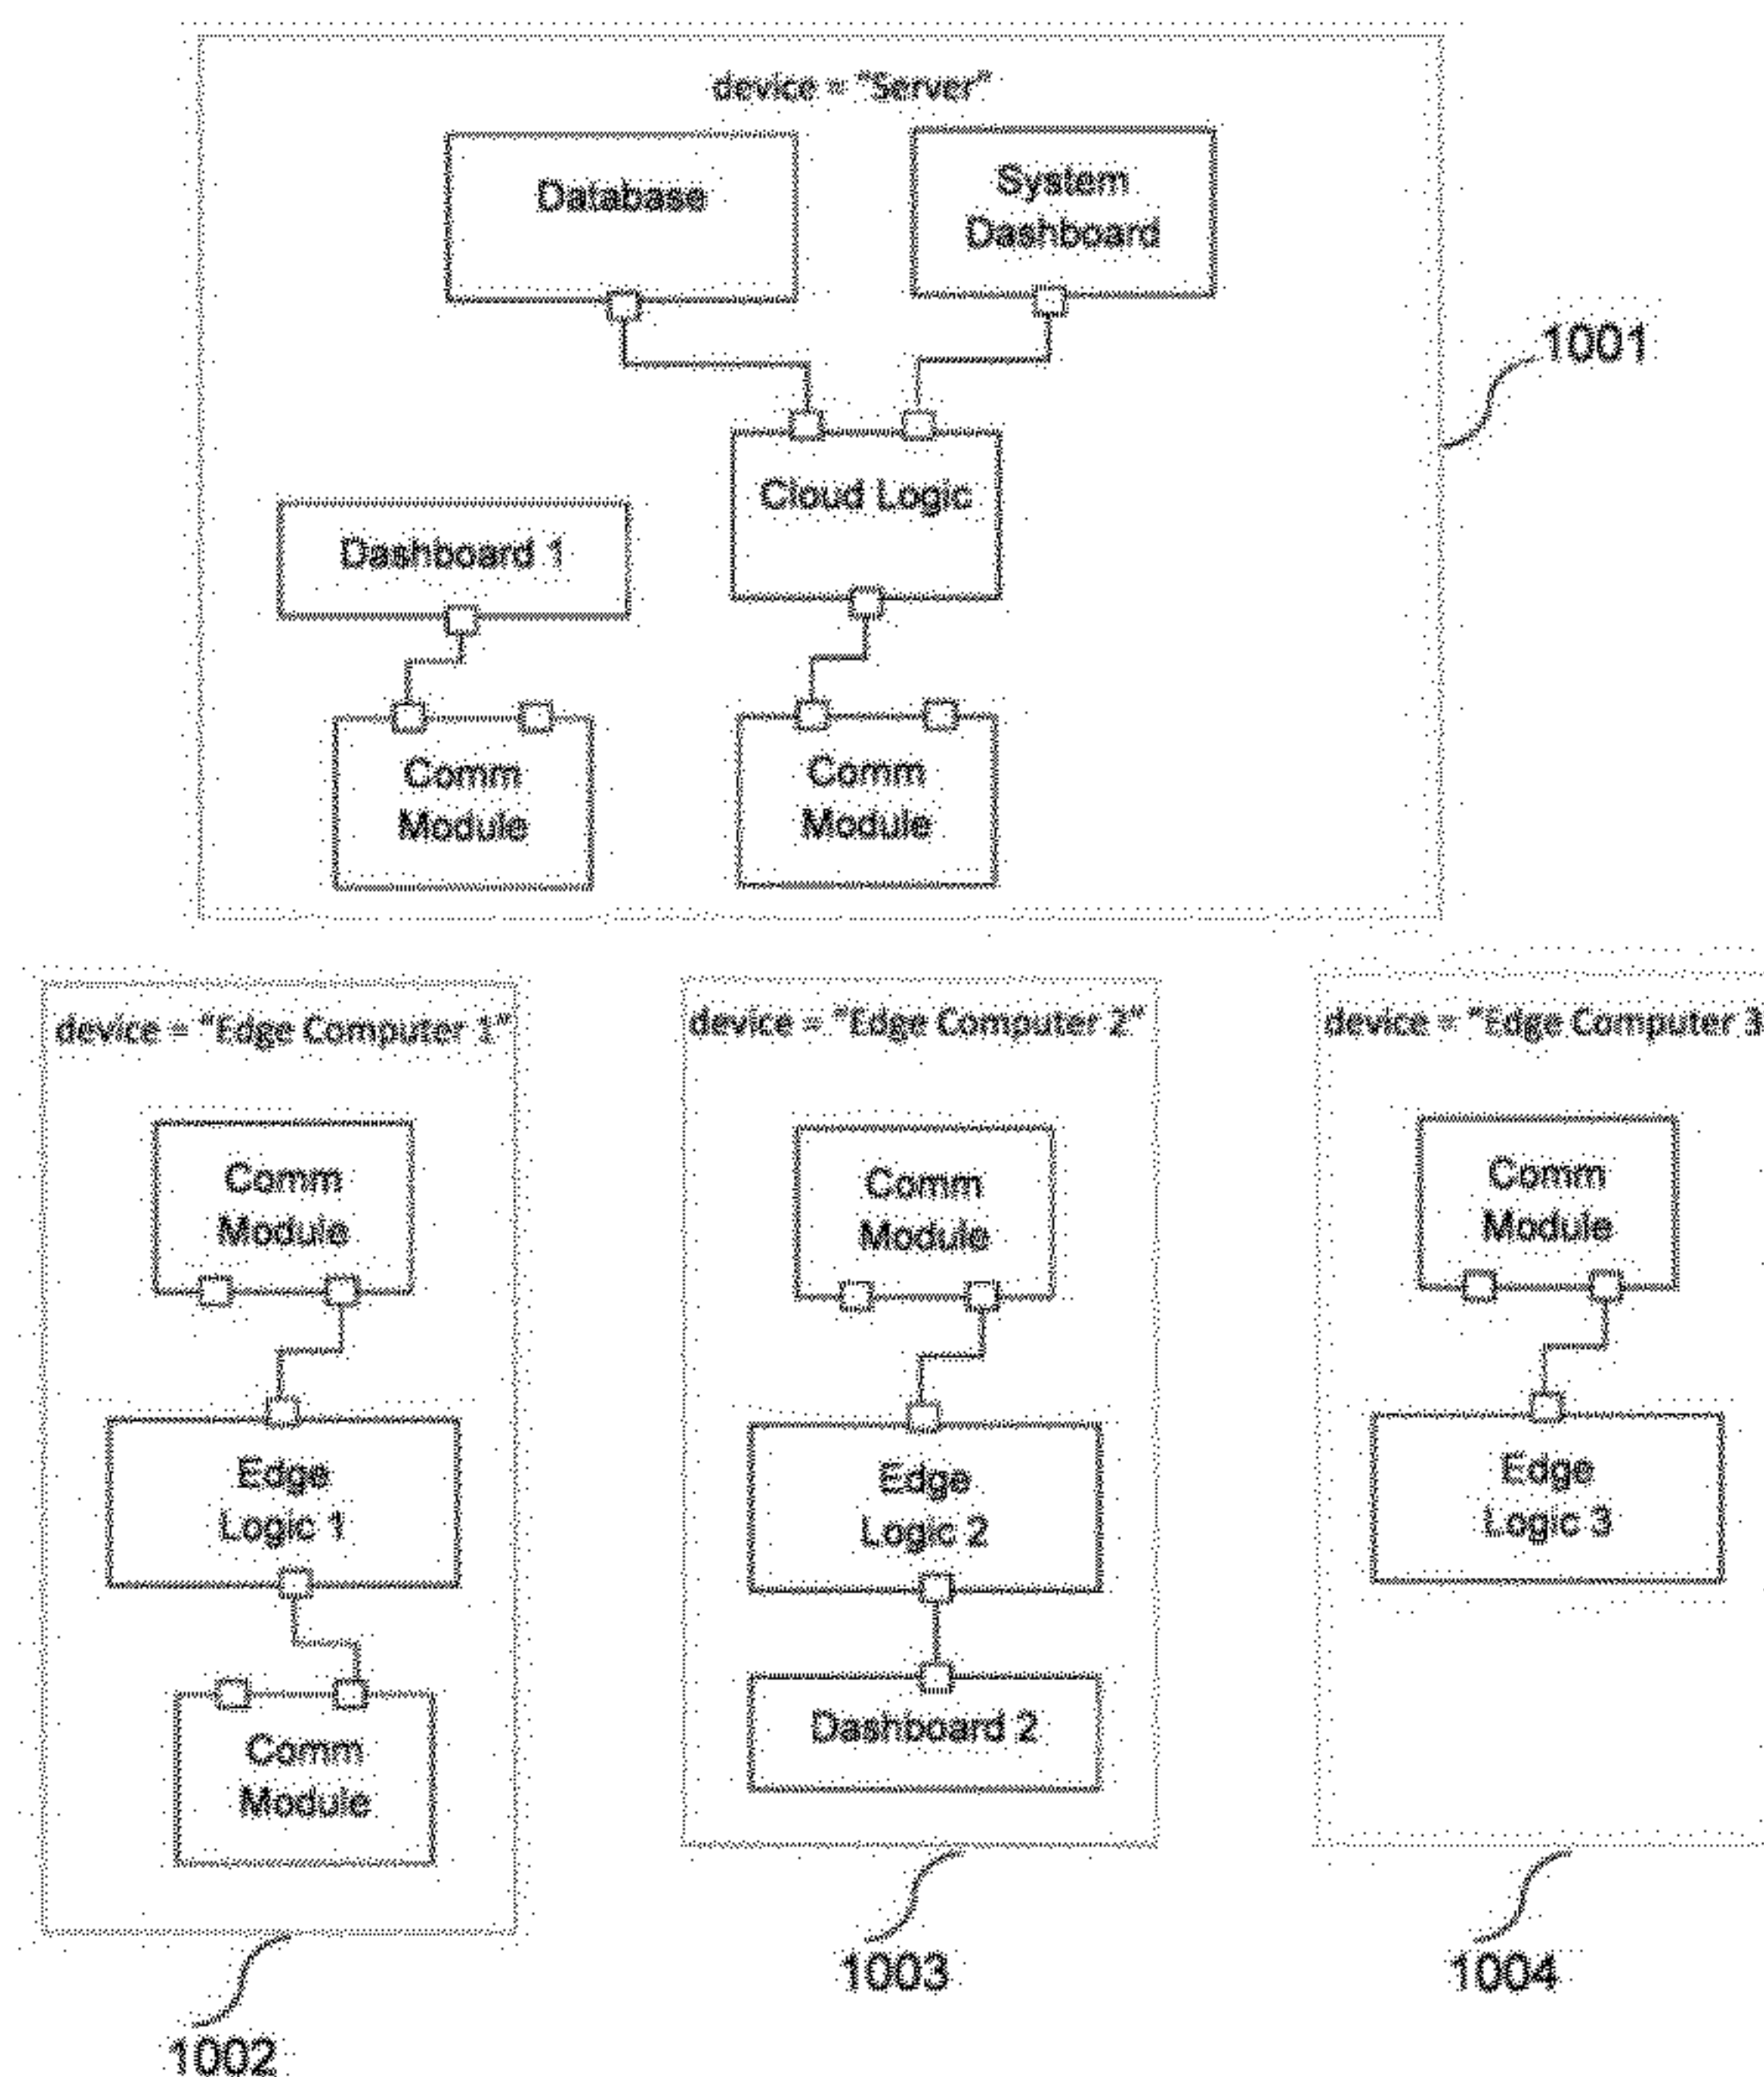 device = "Server"
Database
System
Dashboard
1001
Cloud Logic
Dashboard 1
Comm
Module
Comm
Module
device = "Edge Computer 1"
Comm
Module
Edge
Logic 1
Comm
Module
1002
device = "Edge Computer 2"
Comm
Module
Edge
Logic 2
Dashboard 2
1003
device = "Edge Computer 3
Comm
Module
Edge
Logic 3
1004